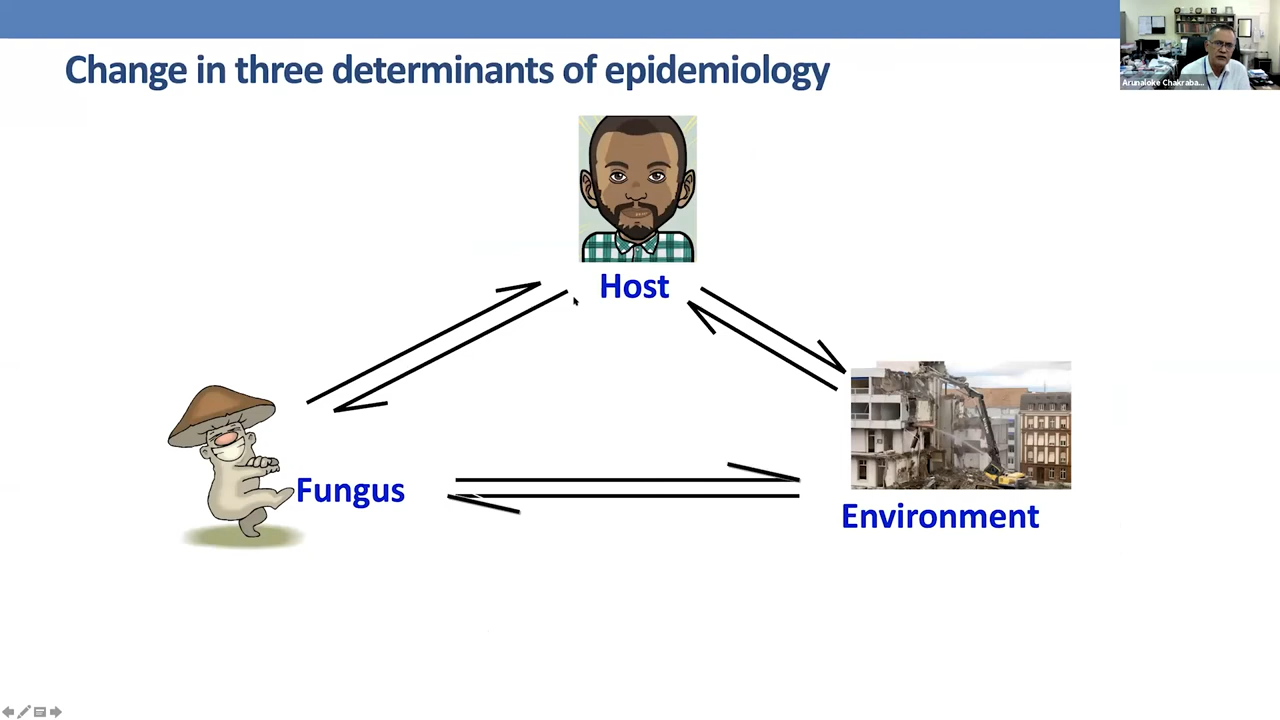 Change in three determinants of epidemiology
Arunaloke Chakraba...
Host
Fungus
Environment